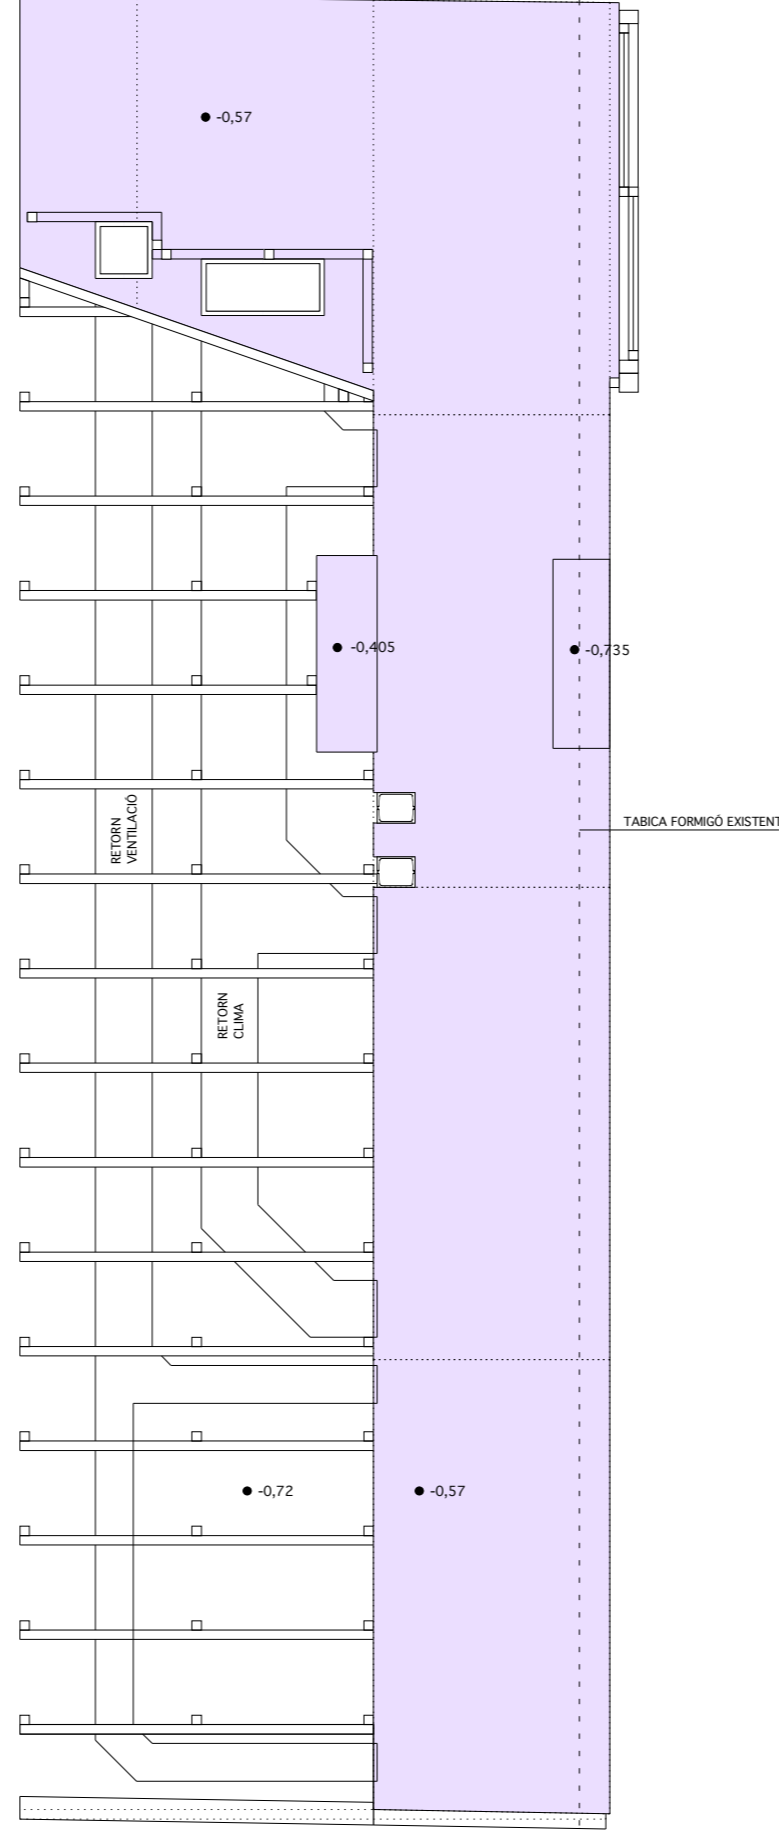 -0,57
-0,405
-0,735
RETORN
VENTILACIÓ
TABICA FORMIGÓ EXISTENT
RETORN
CLIMA
-0,72
-0,57